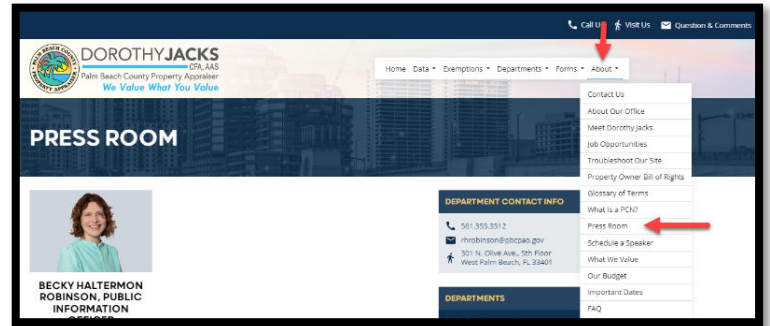 Call Us Visit Us Question & Comments
PALM BEACH COUNTY
PROPERTY APPRAISER
DOROTHY JACKS
CFA, AAS
Palm Beach County Property Appraiser
We Value What You Value
Home Data Exemptions Departments Forms About
Contact Us
About Our Office
Meet Dorothy Jacks
Job Opportunities
Troubleshoot Our Site
Property Owner Bill of Rights
Glossary of Terms
What Is a PCN?
Press Room
Schedule a Speaker
What We Value
Our Budget
Important Dates
FAQ
PRESS ROOM
BECKY HALTERMON
ROBINSON, PUBLIC
INFORMATION
OFFICER
DEPARTMENT CONTACT INFO
561.355.3512
rhrobinson@pbcpao.gov
301 N. Olive Ave., 5th Floor
West Palm Beach, FL 33401
DEPARTMENTS